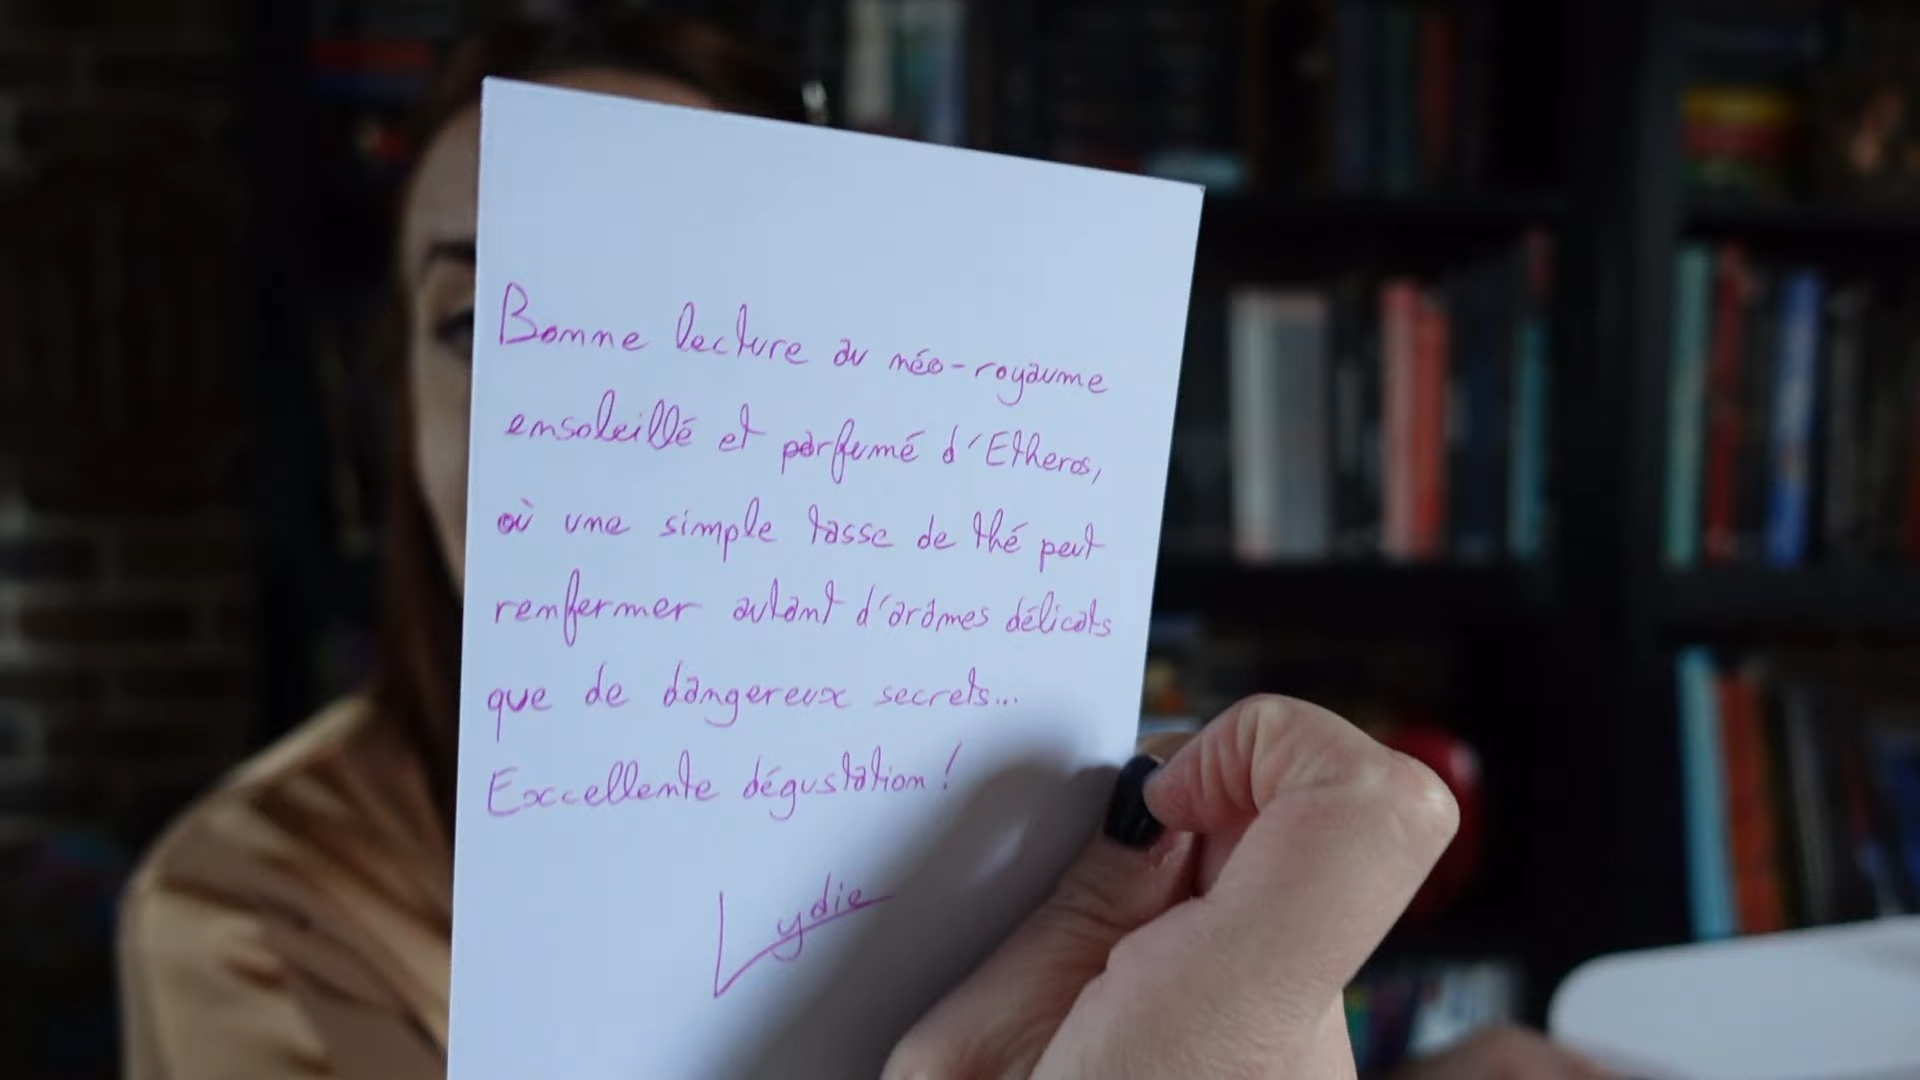 Bonne lecture au néo-royaume
ensoleillé et parfumé d'Etheros,
où une simple tasse de thé peut
renfermer autant d'arômes délicats
que de dangereux secrets...
Excellente dégustation !
Lydie